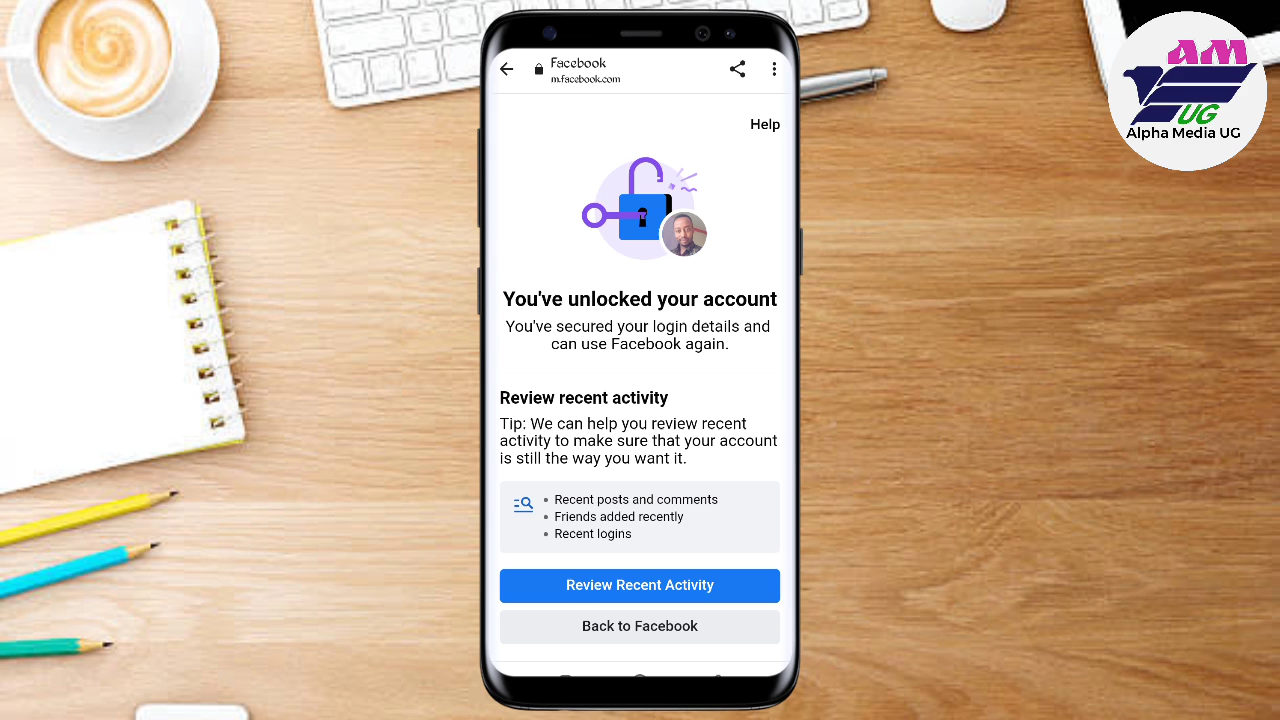 Facebook
m.facebook.com
Help
You've unlocked your account
You've secured your login details and
can use Facebook again.
Review recent activity
Tip: We can help you review recent
activity to make sure that your account
is still the way you want it.
Recent posts and comments
Friends added recently
Recent logins
Review Recent Activity
Back to Facebook
AM
UG
Alpha Media UG